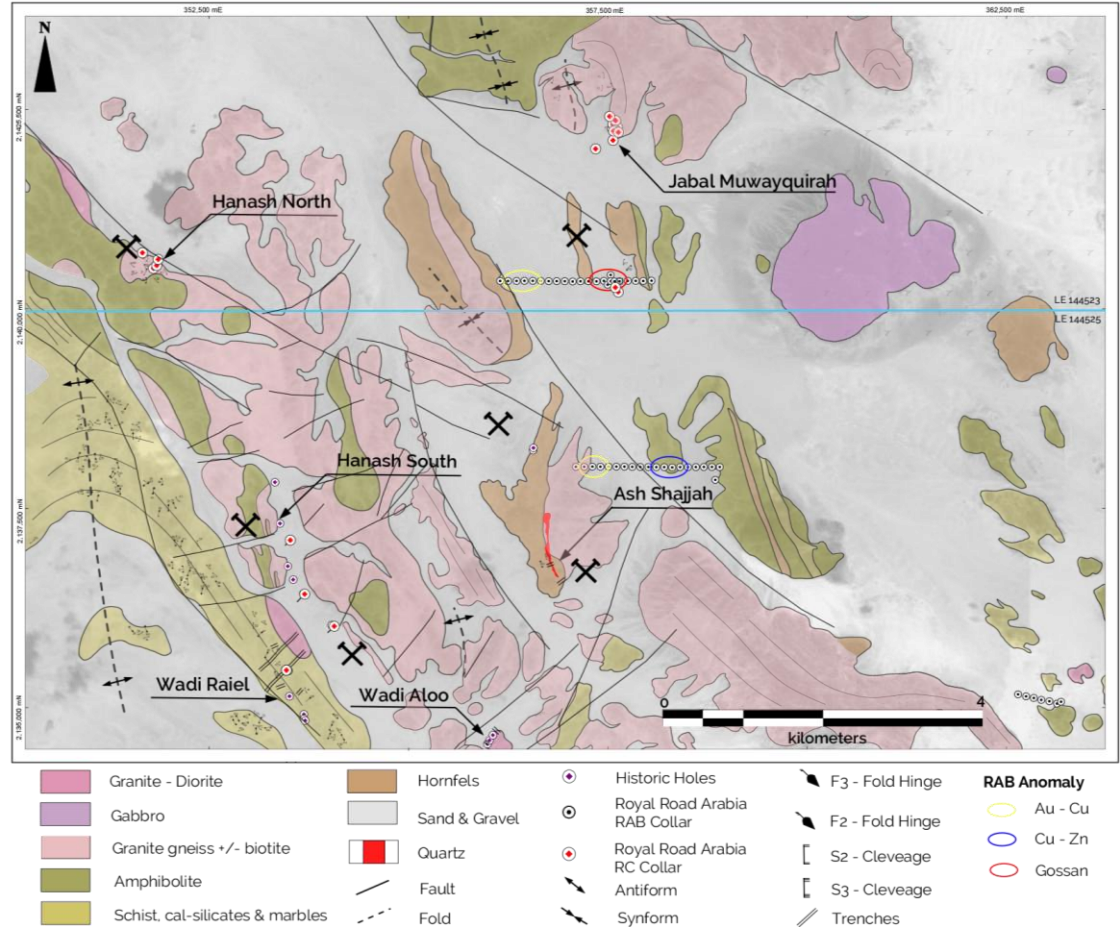 352,500 mE
357,500 mE
362,500 mE
N
Jabal Muwayquirah
Hanash North
LE 144523
LE 144525
2,140,000 mN
Hanash South
Ash Shajjah
2,137,500 mN
Wadi Raiel
Wadi Aloo
0
4
kilometers
2,135,000 mN
Granite - Diorite
Gabbro
Granite gneiss +/- biotite
Amphibolite
Schist, cal-silicates & marbles
Hornfels
Sand & Gravel
Quartz
Fault
Fold
Historic Holes
Royal Road Arabia
RAB Collar
Royal Road Arabia
RC Collar
Antiform
Synform
F3 - Fold Hinge
F2 - Fold Hinge
S2 - Cleveage
S3 - Cleveage
Trenches
RAB Anomaly
Au - Cu
Cu - Zn
Gossan